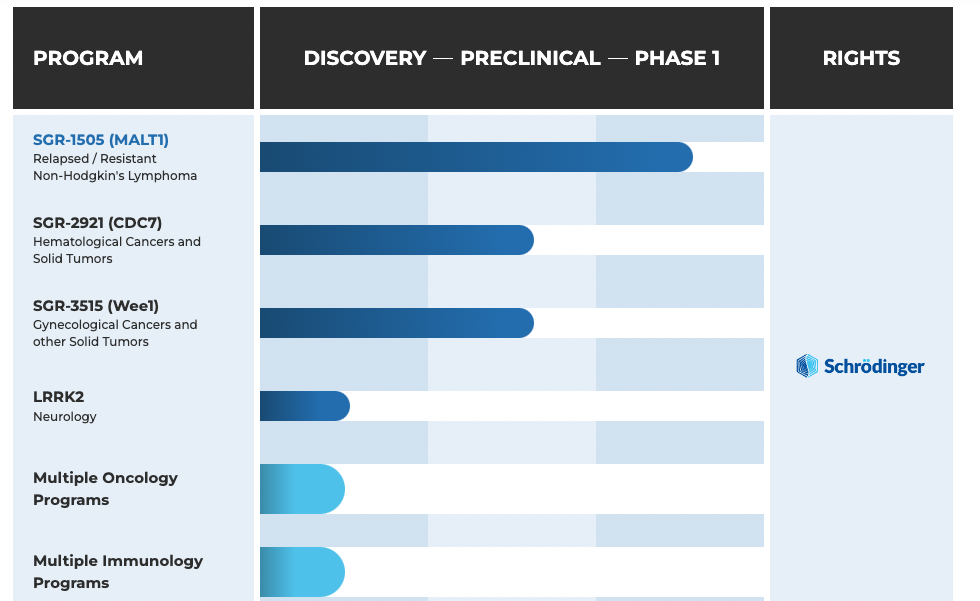 PROGRAM
DISCOVERY — PRECLINICAL — PHASE 1
RIGHTS
SGR-1505 (MALT1)
Relapsed / Resistant
Non-Hodgkin's Lymphoma
SGR-2921 (CDC7)
Hematological Cancers and
Solid Tumors
SGR-3515 (Wee1)
Gynecological Cancers and
other Solid Tumors
Schrödinger
LRRK2
Neurology
Multiple Oncology
Programs
Multiple Immunology
Programs